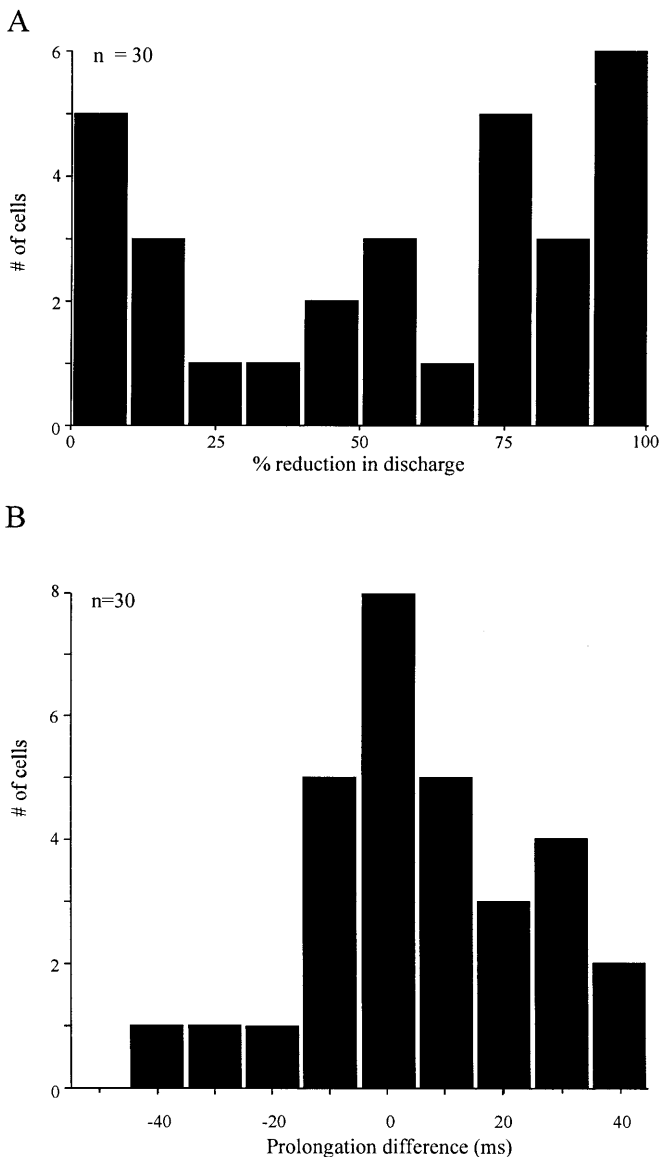 A
n = 30
6
4
2
0
# of cells
0 25 50 75 100
% reduction in discharge
B
n=30
8
6
4
2
0
# of cells
-40 -20 0 20 40
Prolongation difference (ms)